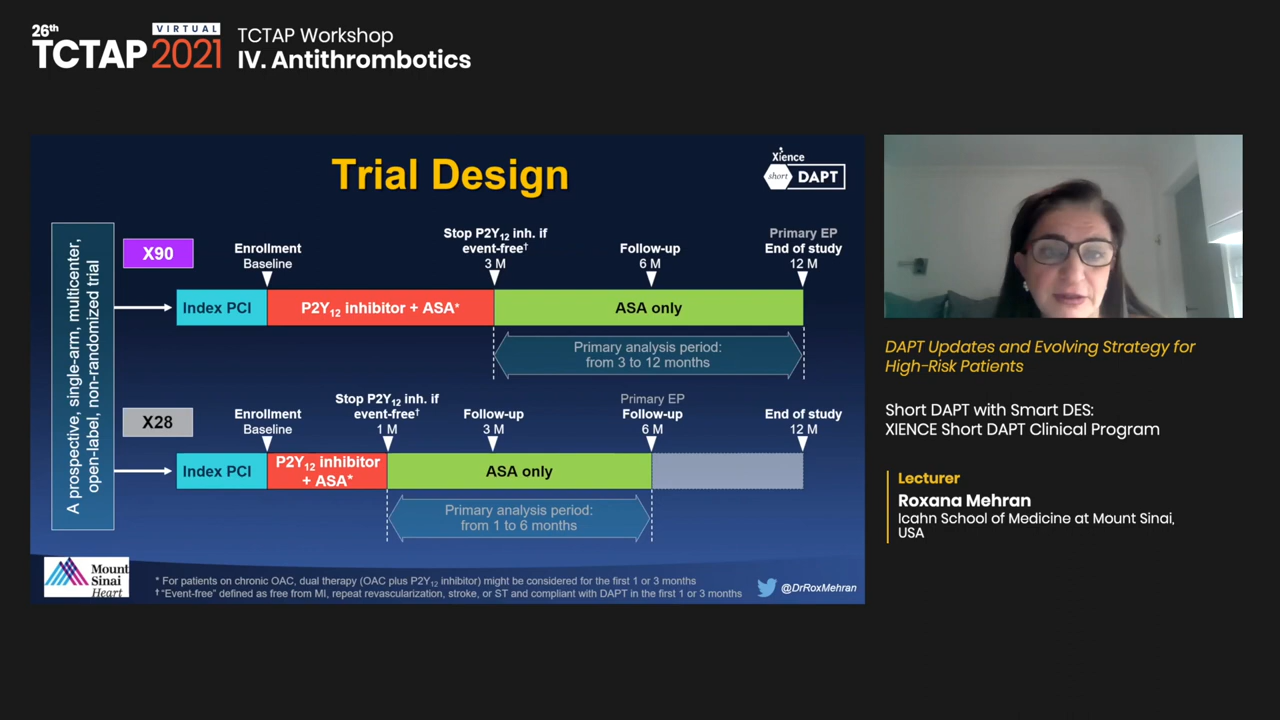 26th
VIRTUAL
TCTAP 2021
TCTAP Workshop
IV. Antithrombotics
Trial Design
Xience
short DAPT
A prospective, single-arm, multicenter,
open-label, non-randomized trial
X90
Enrollment
Baseline
Stop P2Y12 inh. if
event-free†
3 M
Follow-up
6 M
Primary EP
End of study
12 M
Index PCI
P2Y12 inhibitor + ASA*
ASA only
Primary analysis period:
from 3 to 12 months
X28
Enrollment
Baseline
Stop P2Y12 inh. if
event-free†
1 M
Follow-up
3 M
Primary EP
Follow-up
6 M
End of study
12 M
Index PCI
P2Y12 inhibitor
+ ASA*
ASA only
Primary analysis period:
from 1 to 6 months
Mount
Sinai
Heart
* For patients on chronic OAC, dual therapy (OAC plus P2Y12 inhibitor) might be considered for the first 1 or 3 months
† "Event-free" defined as free from MI, repeat revascularization, stroke, or ST and compliant with DAPT in the first 1 or 3 months
@DrRoxMehran
DAPT Updates and Evolving Strategy for
High-Risk Patients
Short DAPT with Smart DES:
XIENCE Short DAPT Clinical Program
Lecturer
Roxana Mehran
Icahn School of Medicine at Mount Sinai,
USA